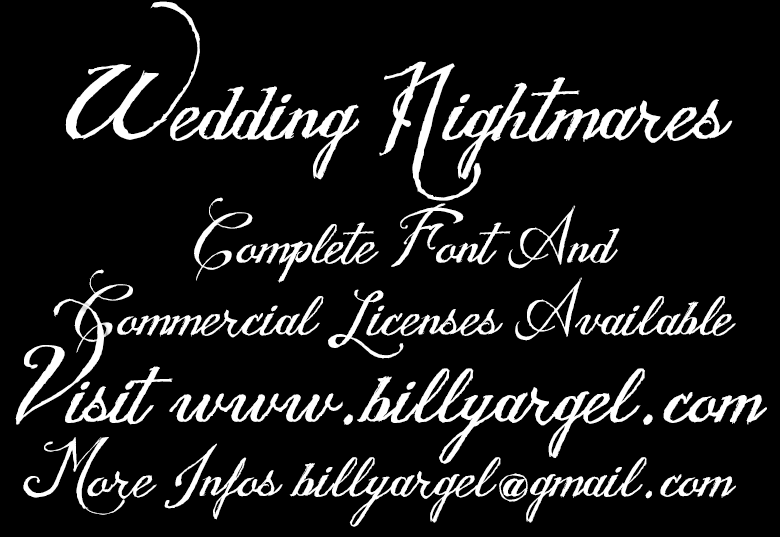 Wedding Nightmares
Complete Font And
Commercial Licenses Available
Visit www.billyargel.com
More Infos billyargel@gmail.com